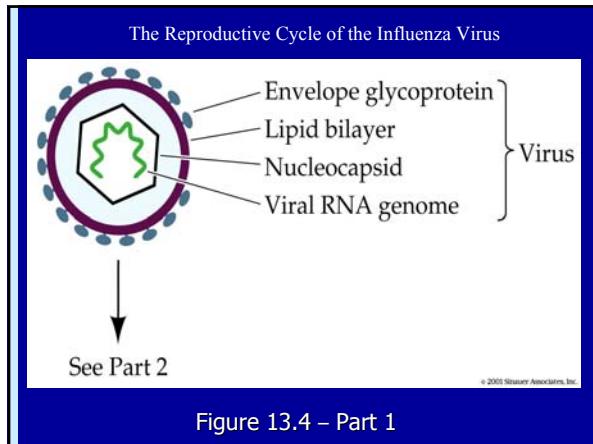 The Reproductive Cycle of the Influenza Virus
Envelope glycoprotein
Lipid bilayer
Nucleocapsid
Viral RNA genome
Virus
See Part 2
© 2001 Sinauer Associates, Inc.
Figure 13.4 – Part 1